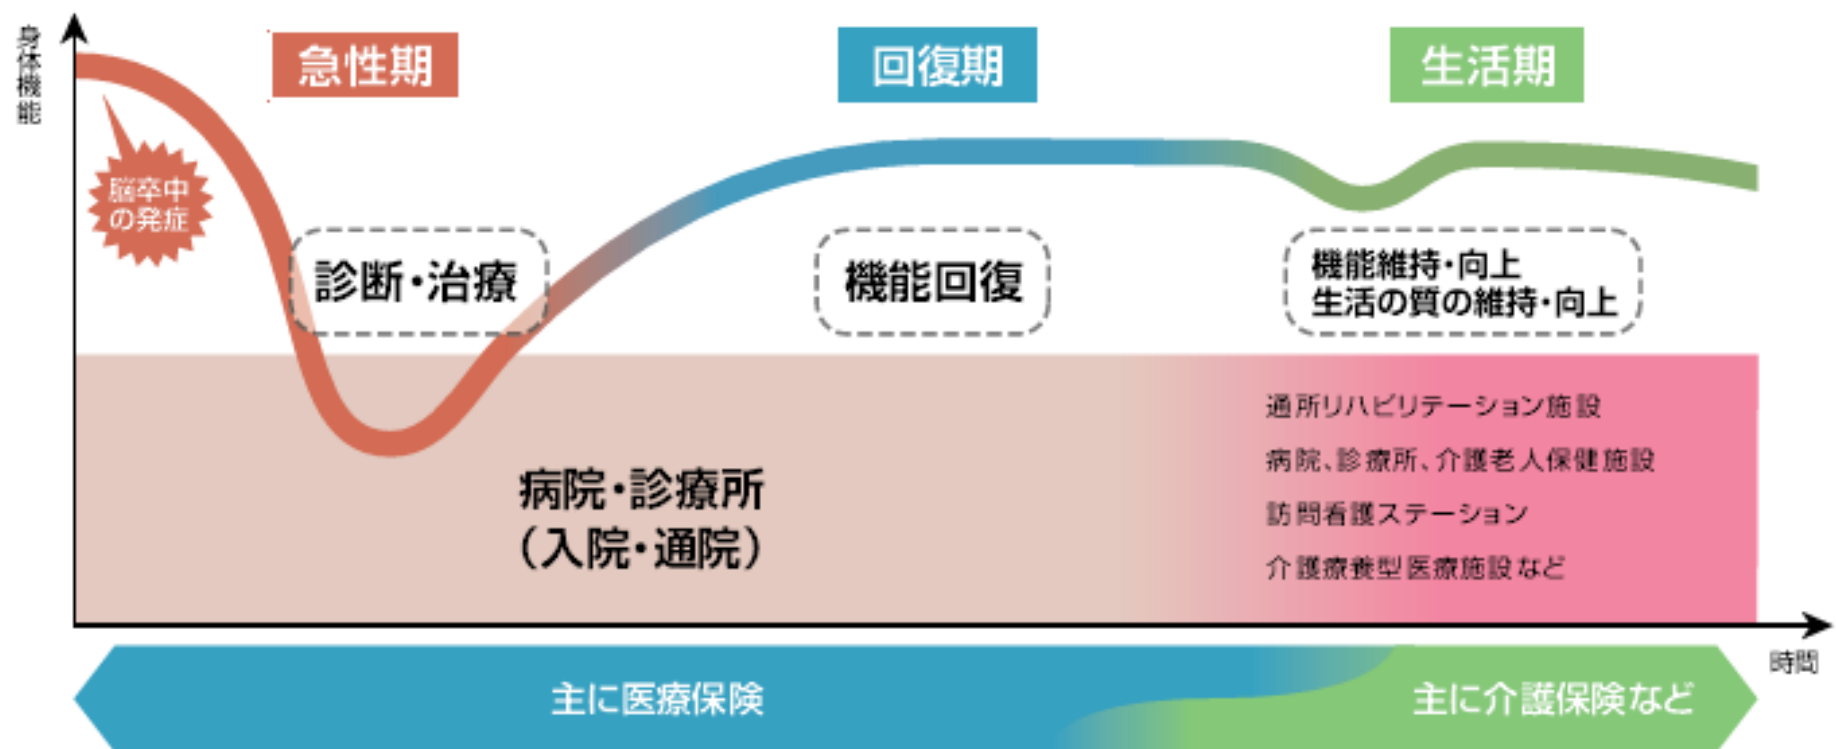 身体機能
急性期
回復期
生活期
脳卒中
の発症
診断・治療
機能回復
機能維持・向上
生活の質の維持・向上
病院・診療所
（入院・通院）
通所リハビリテーション施設
病院、診療所、介護老人保健施設
訪問看護ステーション
介護療養型医療施設など
時間
主に医療保険
主に介護保険など